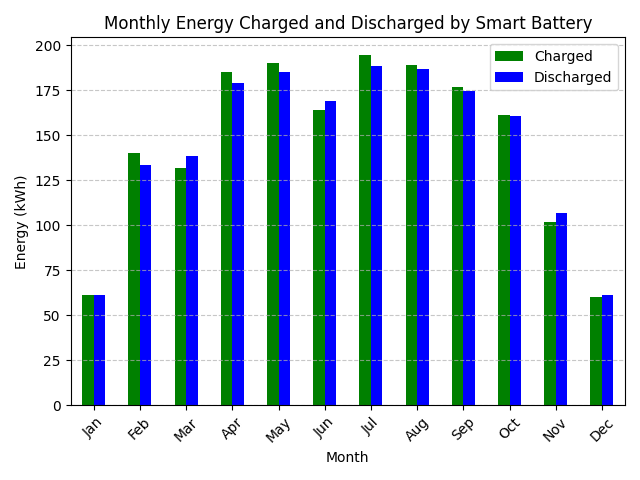 Monthly Energy Charged and Discharged by Smart Battery
Energy (kWh)
200
175
150
125
100
75
50
25
0
Charged
Discharged
Jan Feb Mar Apr May Jun Jul Aug Sep Oct Nov Dec
Month